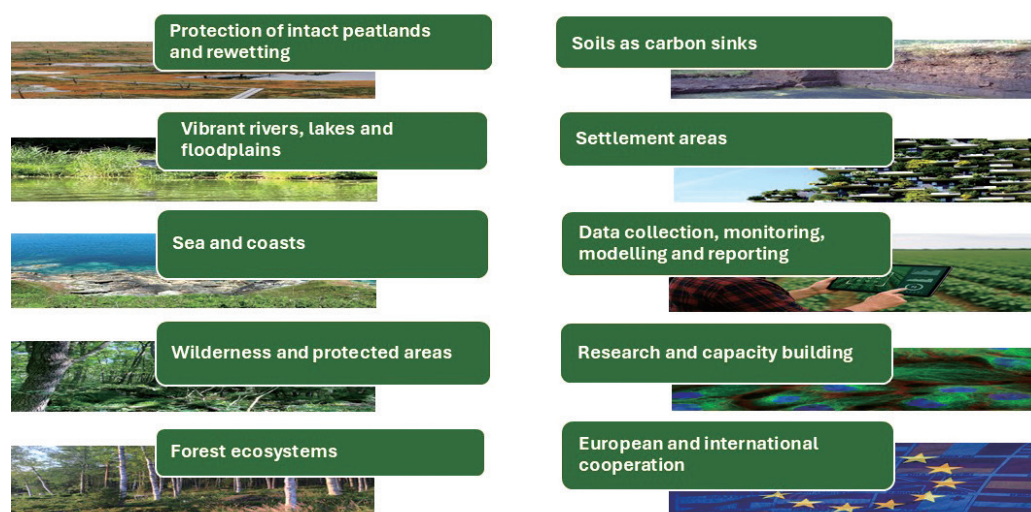 Protection of intact peatlands
and rewetting
Vibrant rivers, lakes and
floodplains
Sea and coasts
Wilderness and protected areas
Forest ecosystems
Soils as carbon sinks
Settlement areas
Data collection, monitoring,
modelling and reporting
Research and capacity building
European and international
cooperation